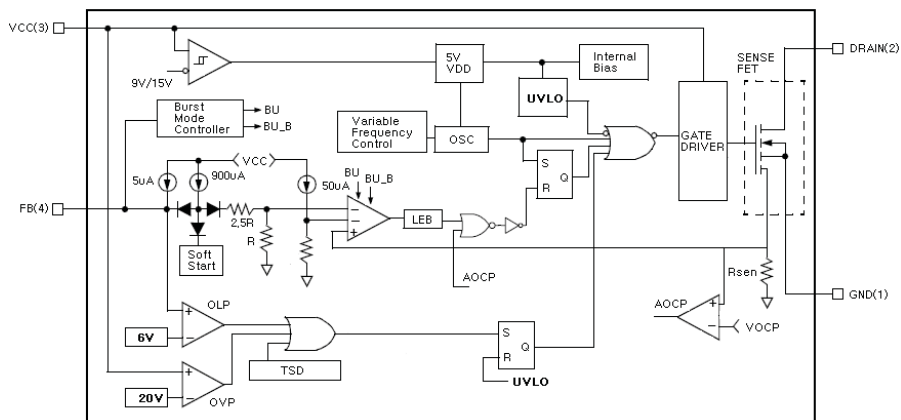 VCC(3)
DRAIN(2)
9V/15V
5V
VDD
Internal
Bias
SENSE
FET
Burst
Mode
Controller
BU
BU_B
UVLO
Variable
Frequency
Control
OSC
GATE
DRIVER
VCC
5uA
900uA
50uA
BU
BU_B
S
R
Q
FB(4)
2,5R
R
LEB
Soft
Start
AOCP
Rsen
GND(1)
AOCP
VOCP
OLP
6V
TSD
S
R
Q
UVLO
20V
OVP